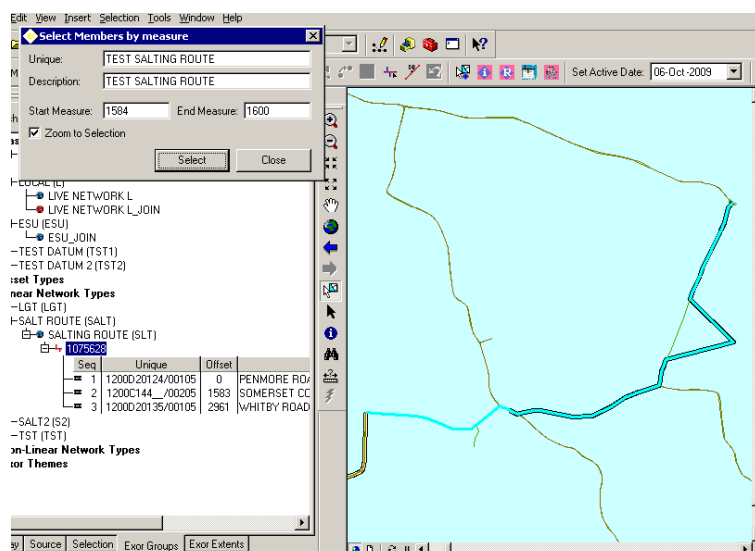 Edit View Insert Selection Tools Window Help
Select Members by measure
Unique: TEST SALTING ROUTE
Description: TEST SALTING ROUTE
Start Measure: 1584 End Measure: 1600
Zoom to Selection
Select Close
Set Active Date: 06-Oct-2009
LOCAL (L)
LIVE NETWORK L
LIVE NETWORK L_JOIN
ESU (ESU)
ESU_JOIN
TEST DATUM (TST1)
TEST DATUM 2 (TST2)
set Types
near Network Types
LGT (LGT)
SALT ROUTE (SALT)
SALTING ROUTE (SLT)
1075628
Seq Unique Offset
1 1200D20124/00105 0 PENMORE ROA
2 1200C144__/00205 1583 SOMERSET CO
3 1200D20135/00105 2961 WHITBY ROAD
SALT2 (S2)
TST (TST)
on-Linear Network Types
xor Themes
ay Source Selection Exor Groups Exor Extents